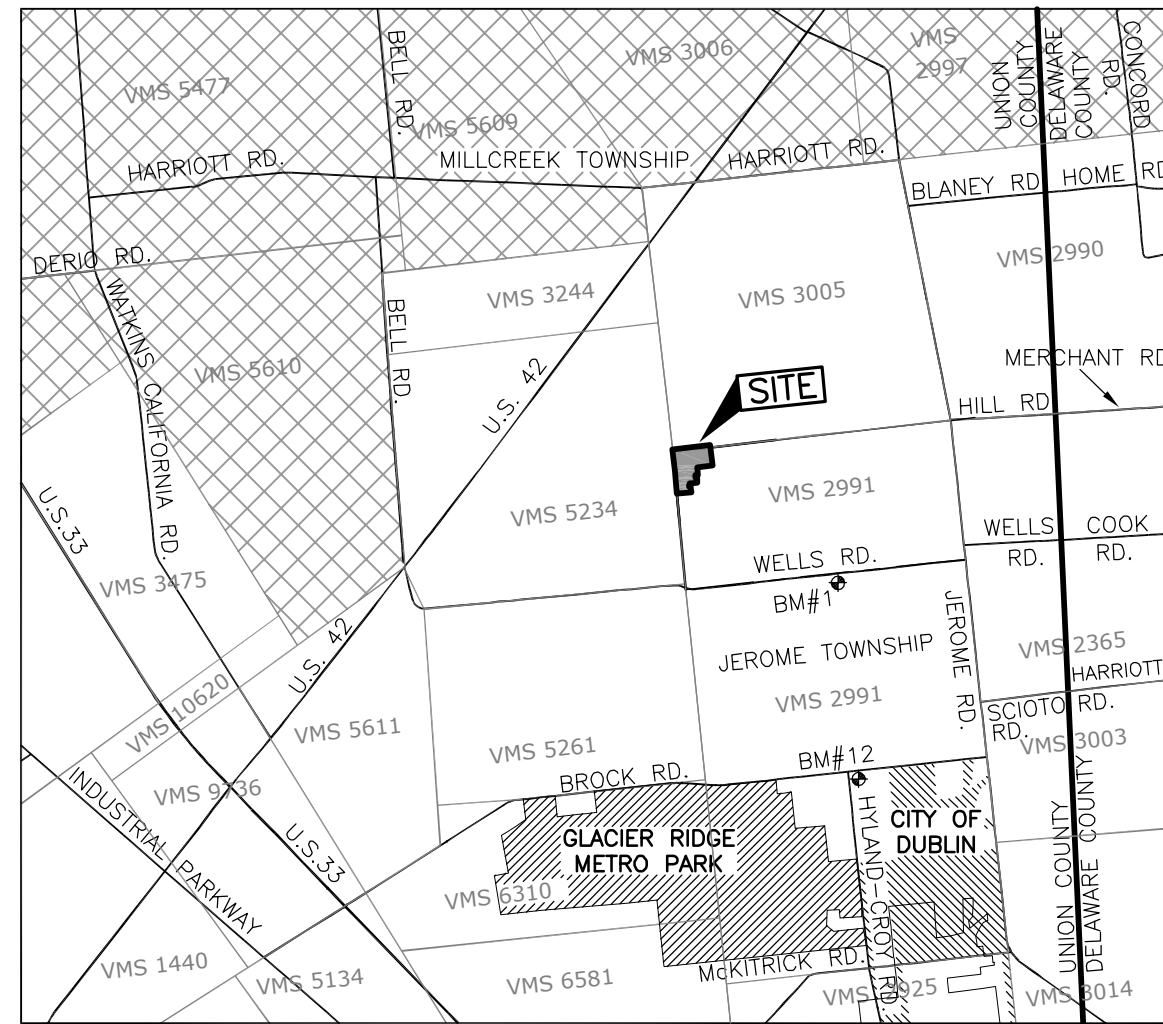 VMS 5477
BELL RD.
VMS 3006
VMS
2997
UNION
COUNTY
DELAWARE
COUNTY
CONCORD
RD.
VMS 5609
HARRIOTT RD.
MILLCREEK TOWNSHIP
HARRIOTT RD.
BLANEY RD
HOME RD
DERIO RD.
VMS 2990
WATKINS CALIFORNIA RD.
BELL RD.
VMS 3244
VMS 3005
VMS 5610
U.S. 42
MERCHANT RD
SITE
HILL RD
U.S.33
VMS 5234
VMS 2991
WELLS
RD.
COOK
RD.
VMS 3475
WELLS RD.
BM#1
JEROME RD.
U.S. 42
JEROME TOWNSHIP
VMS 2365
HARRIOTT
VMS 10620
VMS 5611
VMS 2991
SCIOTO RD.
RD.
VMS 3003
VMS 5261
BM#12
BROCK RD.
INDUSTRIAL PARKWAY
VMS 9736
U.S.33
GLACIER RIDGE
METRO PARK
HYLAND-CROY RD.
CITY OF
DUBLIN
UNION COUNTY
DELAWARE COUNTY
VMS 6310
VMS 1440
VMS 5134
VMS 6581
McKITRICK RD.
VMS 2925
VMS 3014